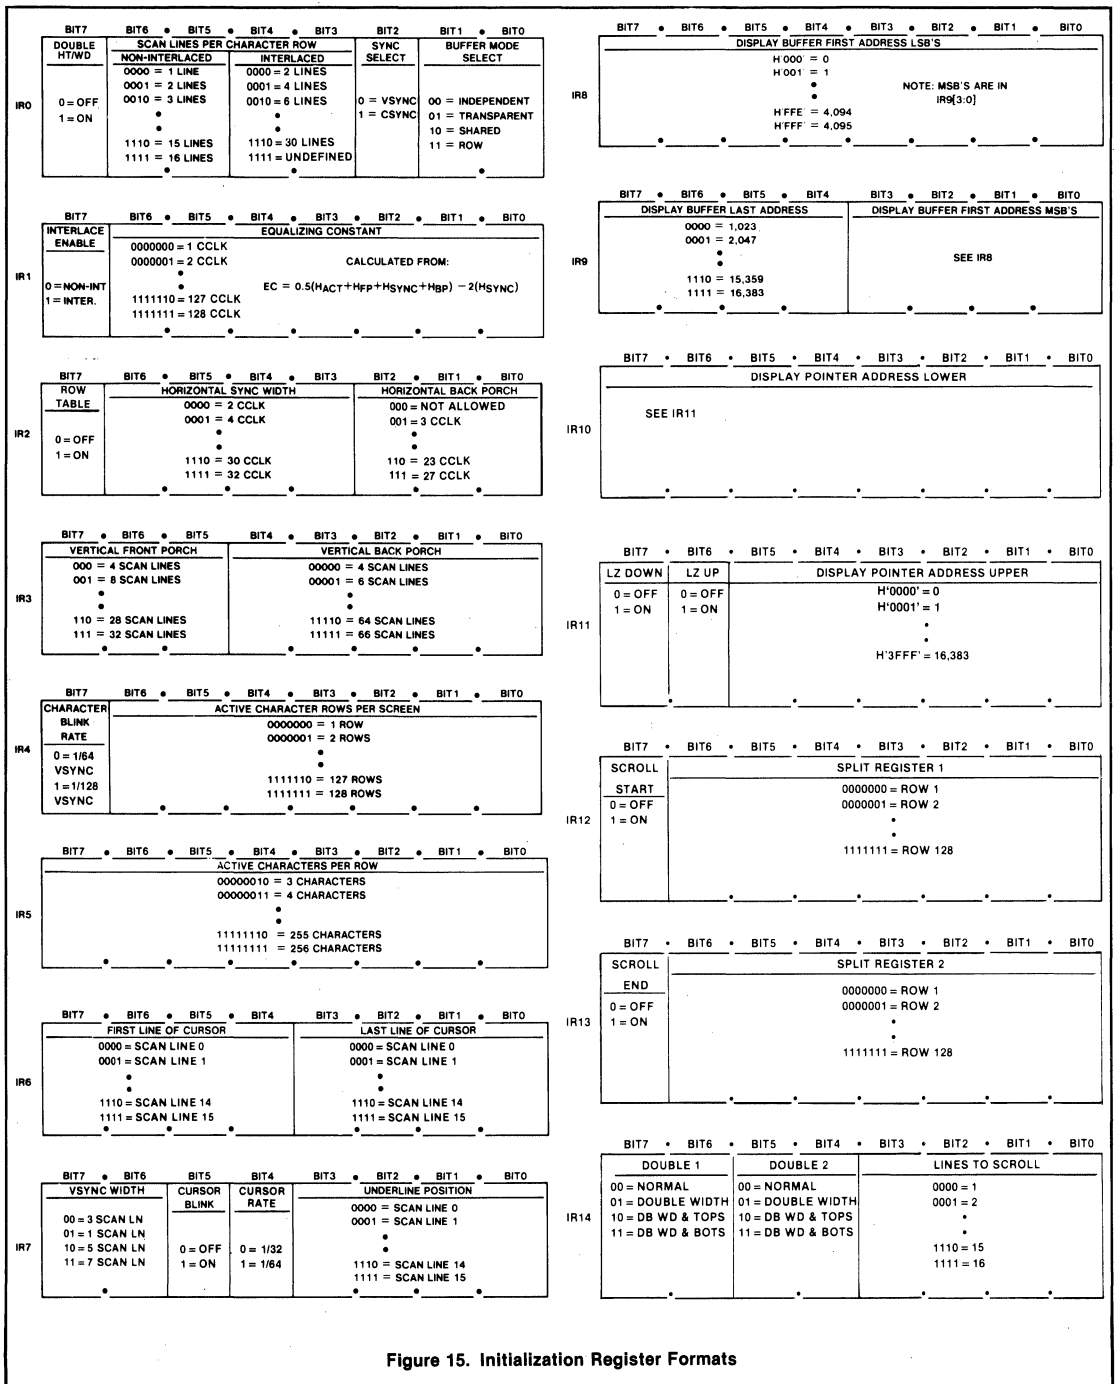 BIT7 BIT6 BIT5 BIT4 BIT3 BIT2 BIT1 BIT0
DOUBLE HT/WD SCAN LINES PER CHARACTER ROW SYNC SELECT BUFFER MODE SELECT
NON-INTERLACED INTERLACED
0000 = 1 LINE 0000 = 2 LINES
0001 = 2 LINES 0001 = 4 LINES
IR0 0 = OFF 0010 = 3 LINES 0010 = 6 LINES 0 = VSYNC 00 = INDEPENDENT
1 = ON • • 1 = CSYNC 01 = TRANSPARENT
• • 10 = SHARED
1110 = 15 LINES 1110 = 30 LINES 11 = ROW
1111 = 16 LINES 1111 = UNDEFINED
BIT7 BIT6 BIT5 BIT4 BIT3 BIT2 BIT1 BIT0
INTERLACE ENABLE EQUALIZING CONSTANT
0000000 = 1 CCLK
0000001 = 2 CCLK CALCULATED FROM:
IR1 0 = NON-INT • EC = 0.5(HACT+HFP+HSYNC+HBP) − 2(HSYNC)
1 = INTER. 1111110 = 127 CCLK
1111111 = 128 CCLK
BIT7 BIT6 BIT5 BIT4 BIT3 BIT2 BIT1 BIT0
ROW TABLE HORIZONTAL SYNC WIDTH HORIZONTAL BACK PORCH
0000 = 2 CCLK 000 = NOT ALLOWED
0001 = 4 CCLK 001 = 3 CCLK
IR2 0 = OFF • •
1 = ON • •
1110 = 30 CCLK 110 = 23 CCLK
1111 = 32 CCLK 111 = 27 CCLK
BIT7 BIT6 BIT5 BIT4 BIT3 BIT2 BIT1 BIT0
VERTICAL FRONT PORCH VERTICAL BACK PORCH
000 = 4 SCAN LINES 00000 = 4 SCAN LINES
001 = 8 SCAN LINES 00001 = 6 SCAN LINES
IR3 • •
• •
110 = 28 SCAN LINES 11110 = 64 SCAN LINES
111 = 32 SCAN LINES 11111 = 66 SCAN LINES
BIT7 BIT6 BIT5 BIT4 BIT3 BIT2 BIT1 BIT0
CHARACTER BLINK RATE ACTIVE CHARACTER ROWS PER SCREEN
0000000 = 1 ROW
0000001 = 2 ROWS
IR4 0 = 1/64 VSYNC •
1 = 1/128 VSYNC •
1111110 = 127 ROWS
1111111 = 128 ROWS
BIT7 BIT6 BIT5 BIT4 BIT3 BIT2 BIT1 BIT0
ACTIVE CHARACTERS PER ROW
00000010 = 3 CHARACTERS
00000011 = 4 CHARACTERS
IR5 •
•
11111110 = 255 CHARACTERS
11111111 = 256 CHARACTERS
BIT7 BIT6 BIT5 BIT4 BIT3 BIT2 BIT1 BIT0
FIRST LINE OF CURSOR LAST LINE OF CURSOR
0000 = SCAN LINE 0 0000 = SCAN LINE 0
0001 = SCAN LINE 1 0001 = SCAN LINE 1
IR6 • •
• •
1110 = SCAN LINE 14 1110 = SCAN LINE 14
1111 = SCAN LINE 15 1111 = SCAN LINE 15
BIT7 BIT6 BIT5 BIT4 BIT3 BIT2 BIT1 BIT0
VSYNC WIDTH CURSOR BLINK CURSOR RATE UNDERLINE POSITION
0000 = SCAN LINE 0
00 = 3 SCAN LN 0001 = SCAN LINE 1
01 = 1 SCAN LN •
IR7 10 = 5 SCAN LN 0 = OFF 0 = 1/32 •
11 = 7 SCAN LN 1 = ON 1 = 1/64 1110 = SCAN LINE 14
1111 = SCAN LINE 15
BIT7 BIT6 BIT5 BIT4 BIT3 BIT2 BIT1 BIT0
DISPLAY BUFFER FIRST ADDRESS LSB'S
H'000' = 0
H'001' = 1
IR8 • NOTE: MSB'S ARE IN
• IR9[3:0]
H'FFE' = 4,094
H'FFF' = 4,095
BIT7 BIT6 BIT5 BIT4 BIT3 BIT2 BIT1 BIT0
DISPLAY BUFFER LAST ADDRESS DISPLAY BUFFER FIRST ADDRESS MSB'S
0000 = 1,023
0001 = 2,047
IR9 • SEE IR8
•
1110 = 15,359
1111 = 16,383
BIT7 BIT6 BIT5 BIT4 BIT3 BIT2 BIT1 BIT0
DISPLAY POINTER ADDRESS LOWER
SEE IR11
IR10
BIT7 BIT6 BIT5 BIT4 BIT3 BIT2 BIT1 BIT0
LZ DOWN LZ UP DISPLAY POINTER ADDRESS UPPER
0 = OFF 0 = OFF H'0000' = 0
1 = ON 1 = ON H'0001' = 1
IR11 •
•
H'3FFF' = 16,383
BIT7 BIT6 BIT5 BIT4 BIT3 BIT2 BIT1 BIT0
SCROLL START SPLIT REGISTER 1
0000000 = ROW 1
0 = OFF 0000001 = ROW 2
IR12 1 = ON •
•
1111111 = ROW 128
BIT7 BIT6 BIT5 BIT4 BIT3 BIT2 BIT1 BIT0
SCROLL END SPLIT REGISTER 2
0000000 = ROW 1
0 = OFF 0000001 = ROW 2
IR13 1 = ON •
•
1111111 = ROW 128
BIT7 BIT6 BIT5 BIT4 BIT3 BIT2 BIT1 BIT0
DOUBLE 1 DOUBLE 2 LINES TO SCROLL
00 = NORMAL 00 = NORMAL 0000 = 1
01 = DOUBLE WIDTH 01 = DOUBLE WIDTH 0001 = 2
IR14 10 = DB WD & TOPS 10 = DB WD & TOPS •
11 = DB WD & BOTS 11 = DB WD & BOTS •
1110 = 15
1111 = 16
Figure 15. Initialization Register Formats